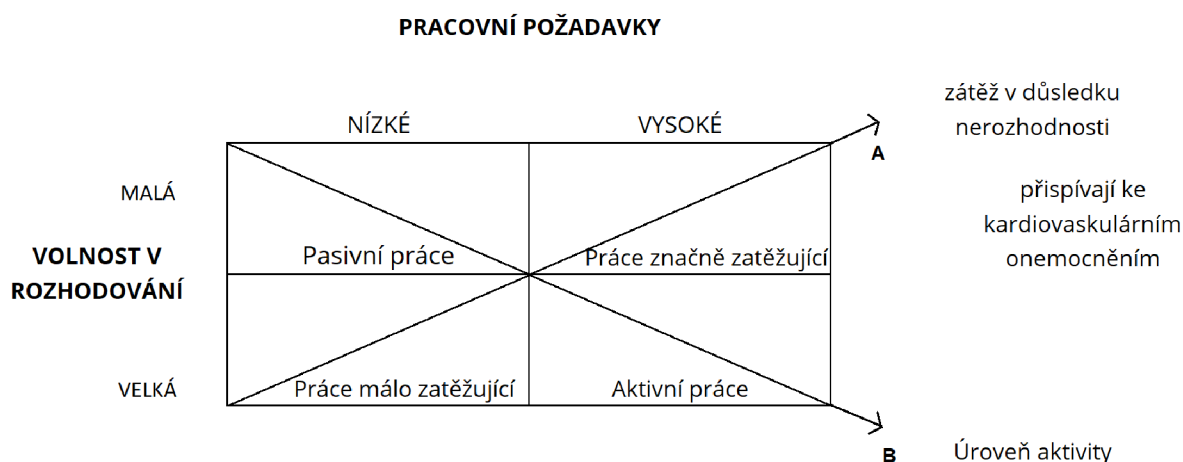 PRACOVNÍ POŽADAVKY
zátěž v důsledku
nerozhodnosti
NÍZKÉ
VYSOKÉ
A
MALÁ
přispívají ke
kardiovaskulárním
onemocněním
VOLNOST V
ROZHODOVÁNÍ
Pasivní práce
Práce značně zatěžující
VELKÁ
Práce málo zatěžující
Aktivní práce
B
Úroveň aktivity